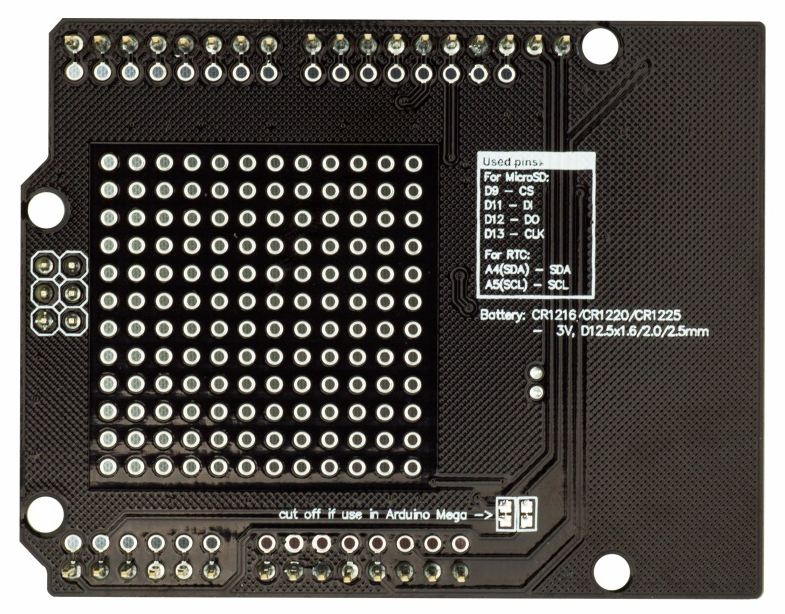 Used pins:
For MicroSD:
D9 - CS
D11 - DI
D12 - DO
D13 - CLK
For RTC:
A4(SDA) - SDA
A5(SCL) - SCL
Battery: CR1216/CR1220/CR1225
- 3V, D12.5x1.6/2.0/2.5mm
cut off if use in Arduino Mega ->